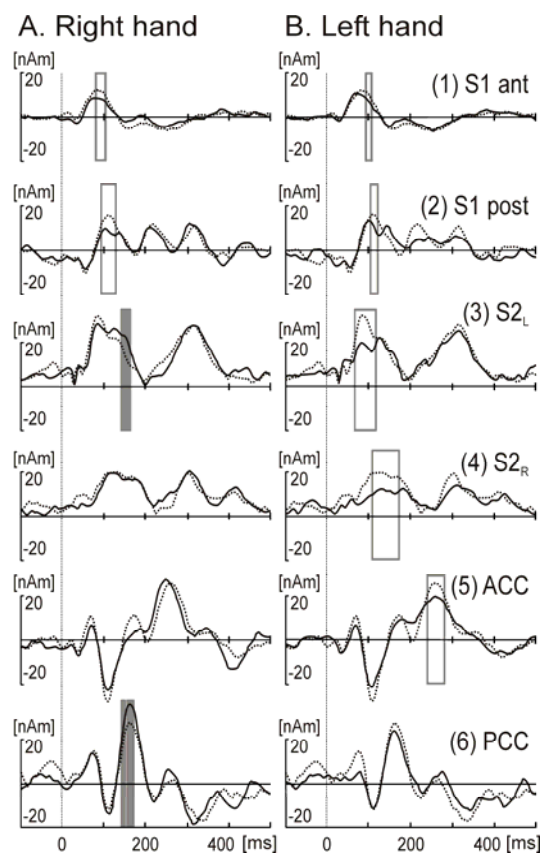 A. Right hand B. Left hand
[nAm] [nAm]
20 20
(1) S1 ant
-20 -20
[nAm] [nAm]
20 20
(2) S1 post
-20 -20
[nAm] [nAm]
20 20
(3) S2L
-20 -20
[nAm] [nAm]
20 20
(4) S2R
-20 -20
[nAm] [nAm]
20 20
(5) ACC
-20 -20
[nAm] [nAm]
20 20
(6) PCC
-20 -20
0 200 400 [ms] 0 200 400 [ms]